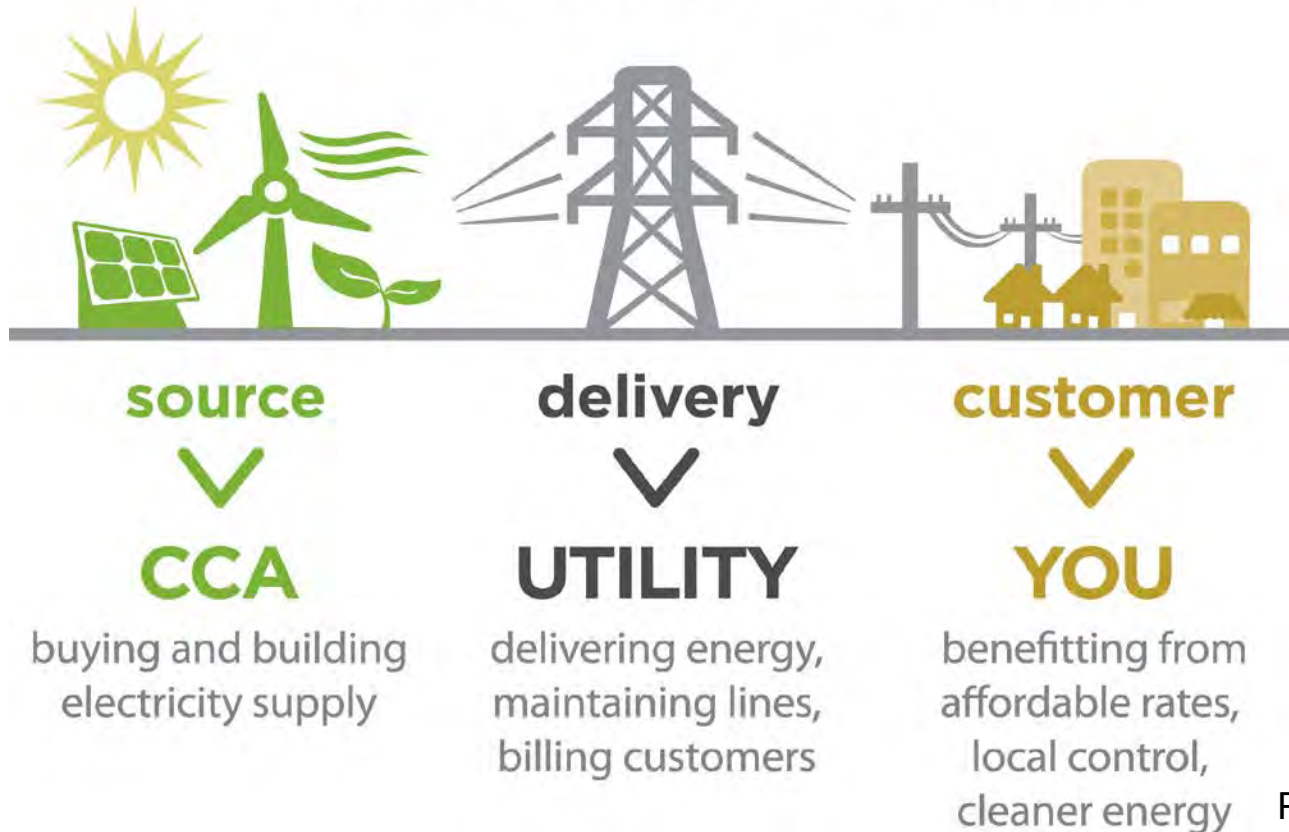 source
delivery
customer
CCA
UTILITY
YOU
buying and building
electricity supply
delivering energy,
maintaining lines,
billing customers
benefitting from
affordable rates,
local control,
cleaner energy